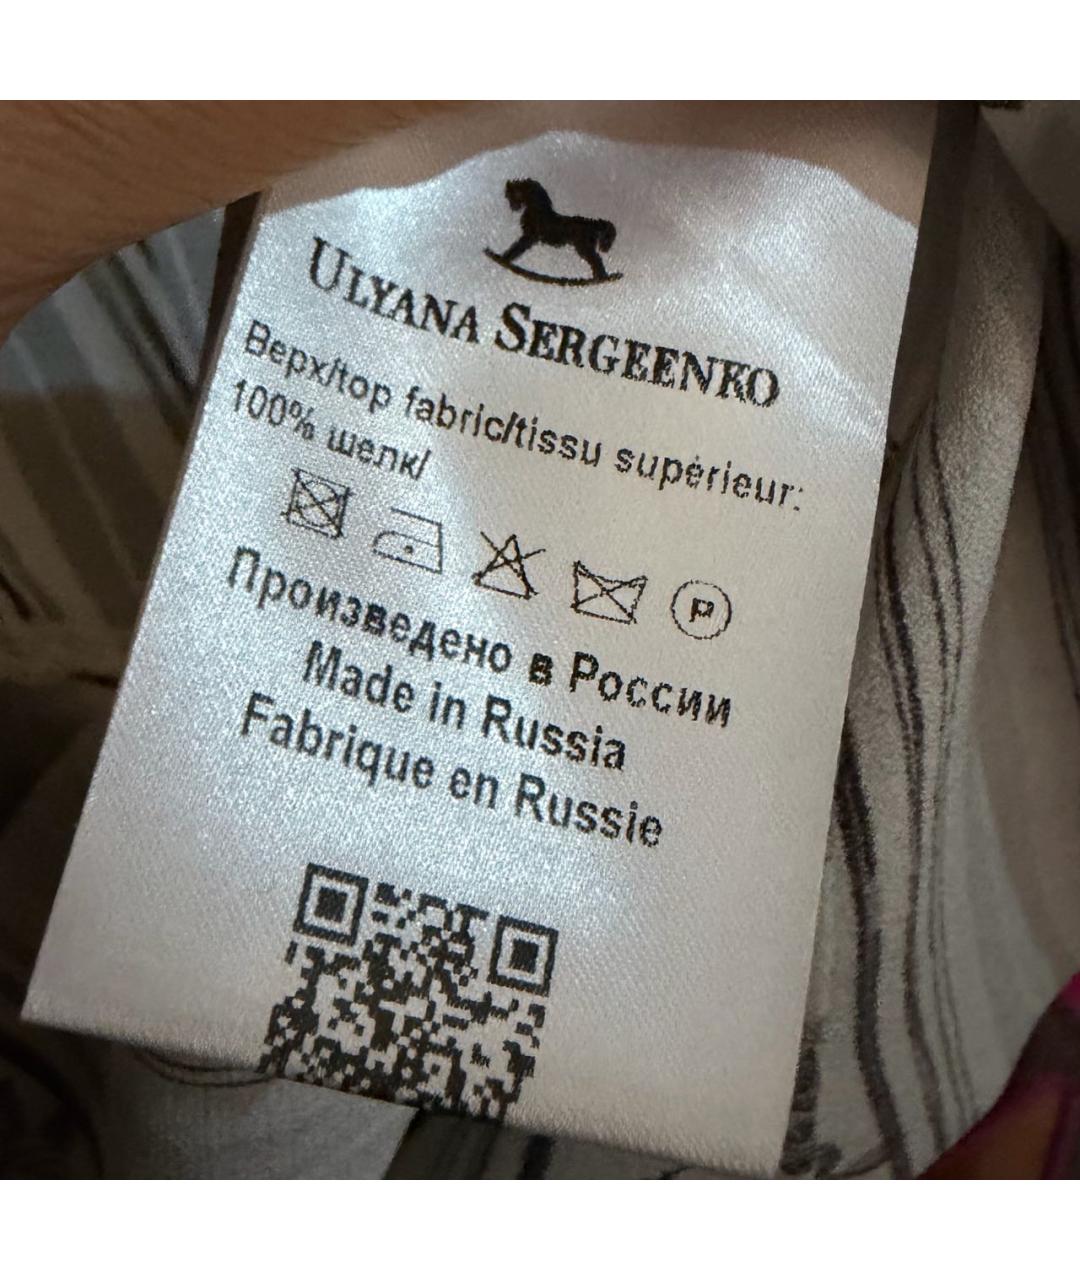 ULYANA SERGEENKO
Верх/top fabric/tissu supérieur:
100% шелк/
P
Произведено в России
Made in Russia
Fabrique en Russie